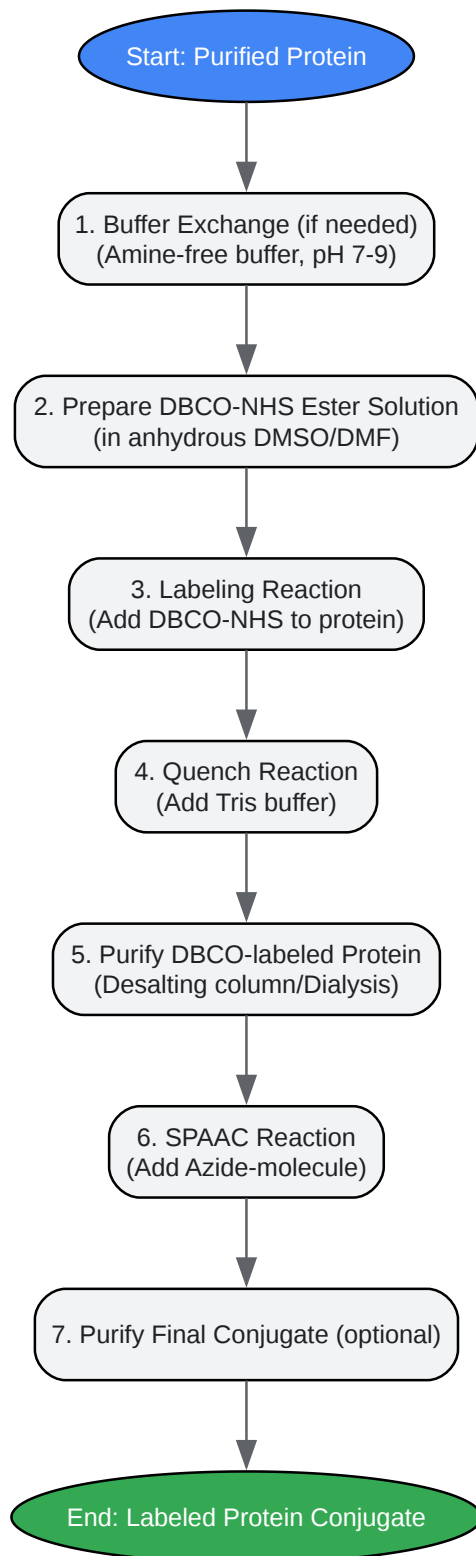 Start: Purified Protein
1. Buffer Exchange (if needed)
(Amine-free buffer, pH 7-9)
2. Prepare DBCO-NHS Ester Solution
(in anhydrous DMSO/DMF)
3. Labeling Reaction
(Add DBCO-NHS to protein)
4. Quench Reaction
(Add Tris buffer)
5. Purify DBCO-labeled Protein
(Desalting column/Dialysis)
6. SPAAC Reaction
(Add Azide-molecule)
7. Purify Final Conjugate (optional)
End: Labeled Protein Conjugate